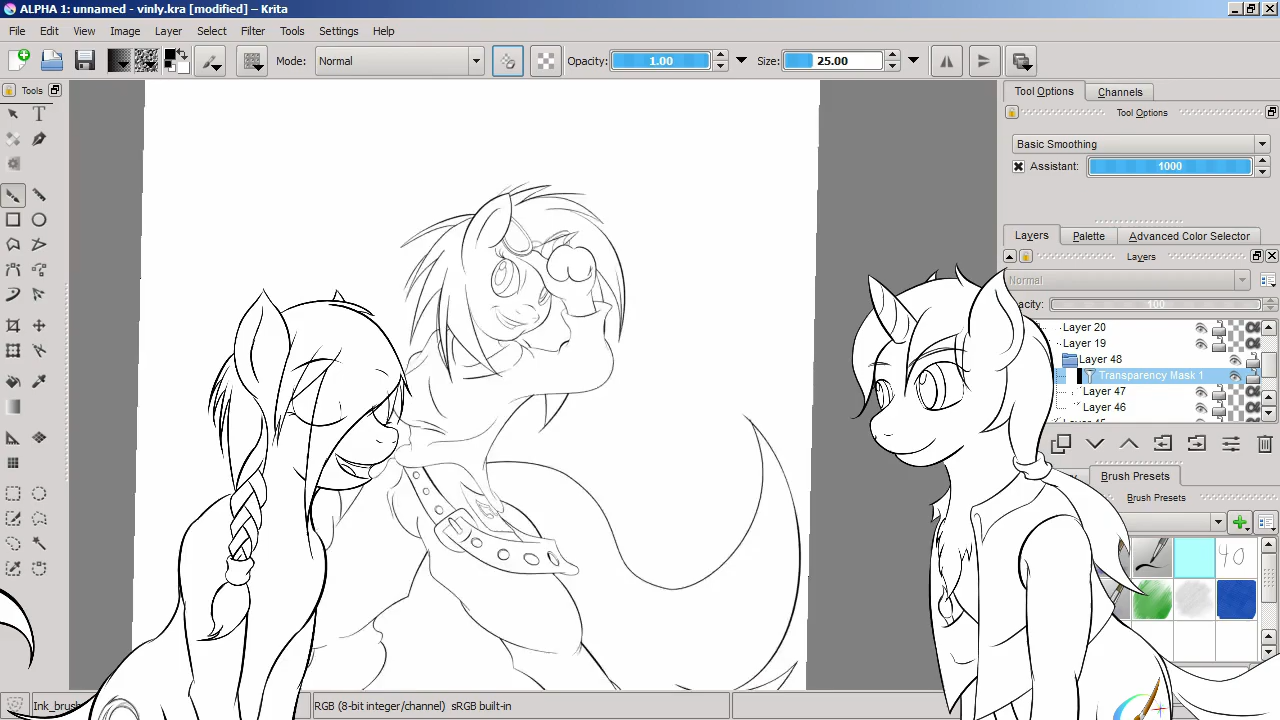 ALPHA 1: unnamed - vinly.kra [modified] – Krita
File Edit View Image Layer Select Filter Tools Settings Help
Mode: Normal Opacity: 1.00 Size: 25.00
Tools
T
Tool Options Channels
Tool Options
Basic Smoothing
Assistant: 1000
Layers Palette Advanced Color Selector
Layers
Normal
pacity: 100
Layer 20
Layer 19
Layer 48
Transparency Mask 1
Layer 47
Layer 46
Brush Presets
Brush Presets
40
Ink_brus
RGB (8-bit integer/channel) sRGB built-in